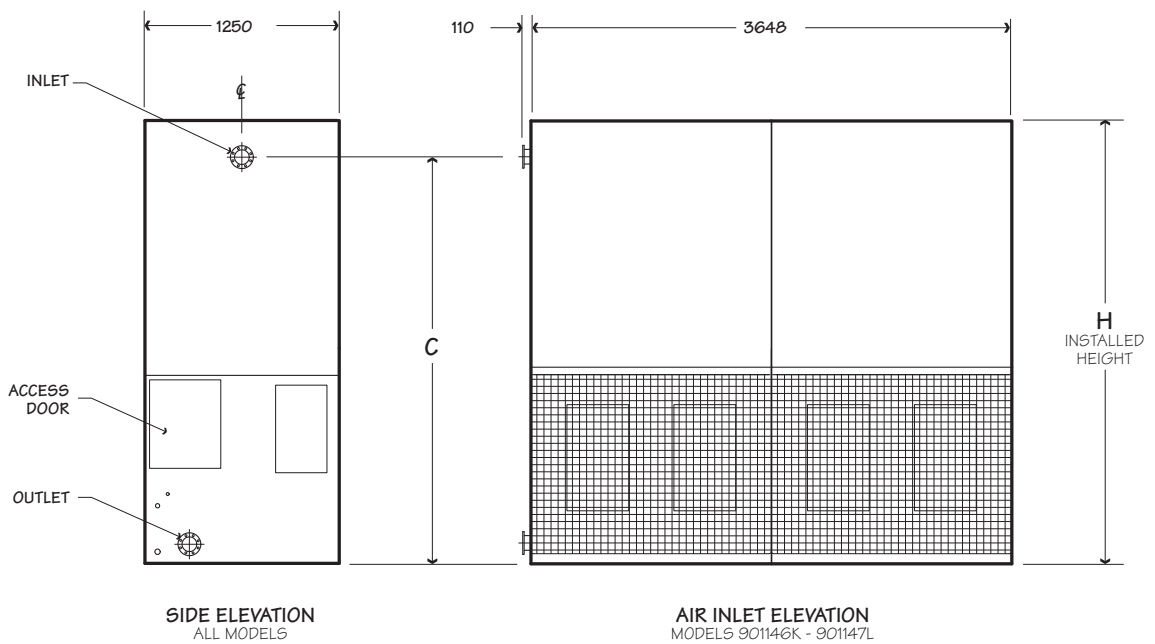 1250
110
3648
INLET
℄
C
H
INSTALLED
HEIGHT
ACCESS
DOOR
OUTLET
SIDE ELEVATION
ALL MODELS
AIR INLET ELEVATION
MODELS 901146K - 901147L